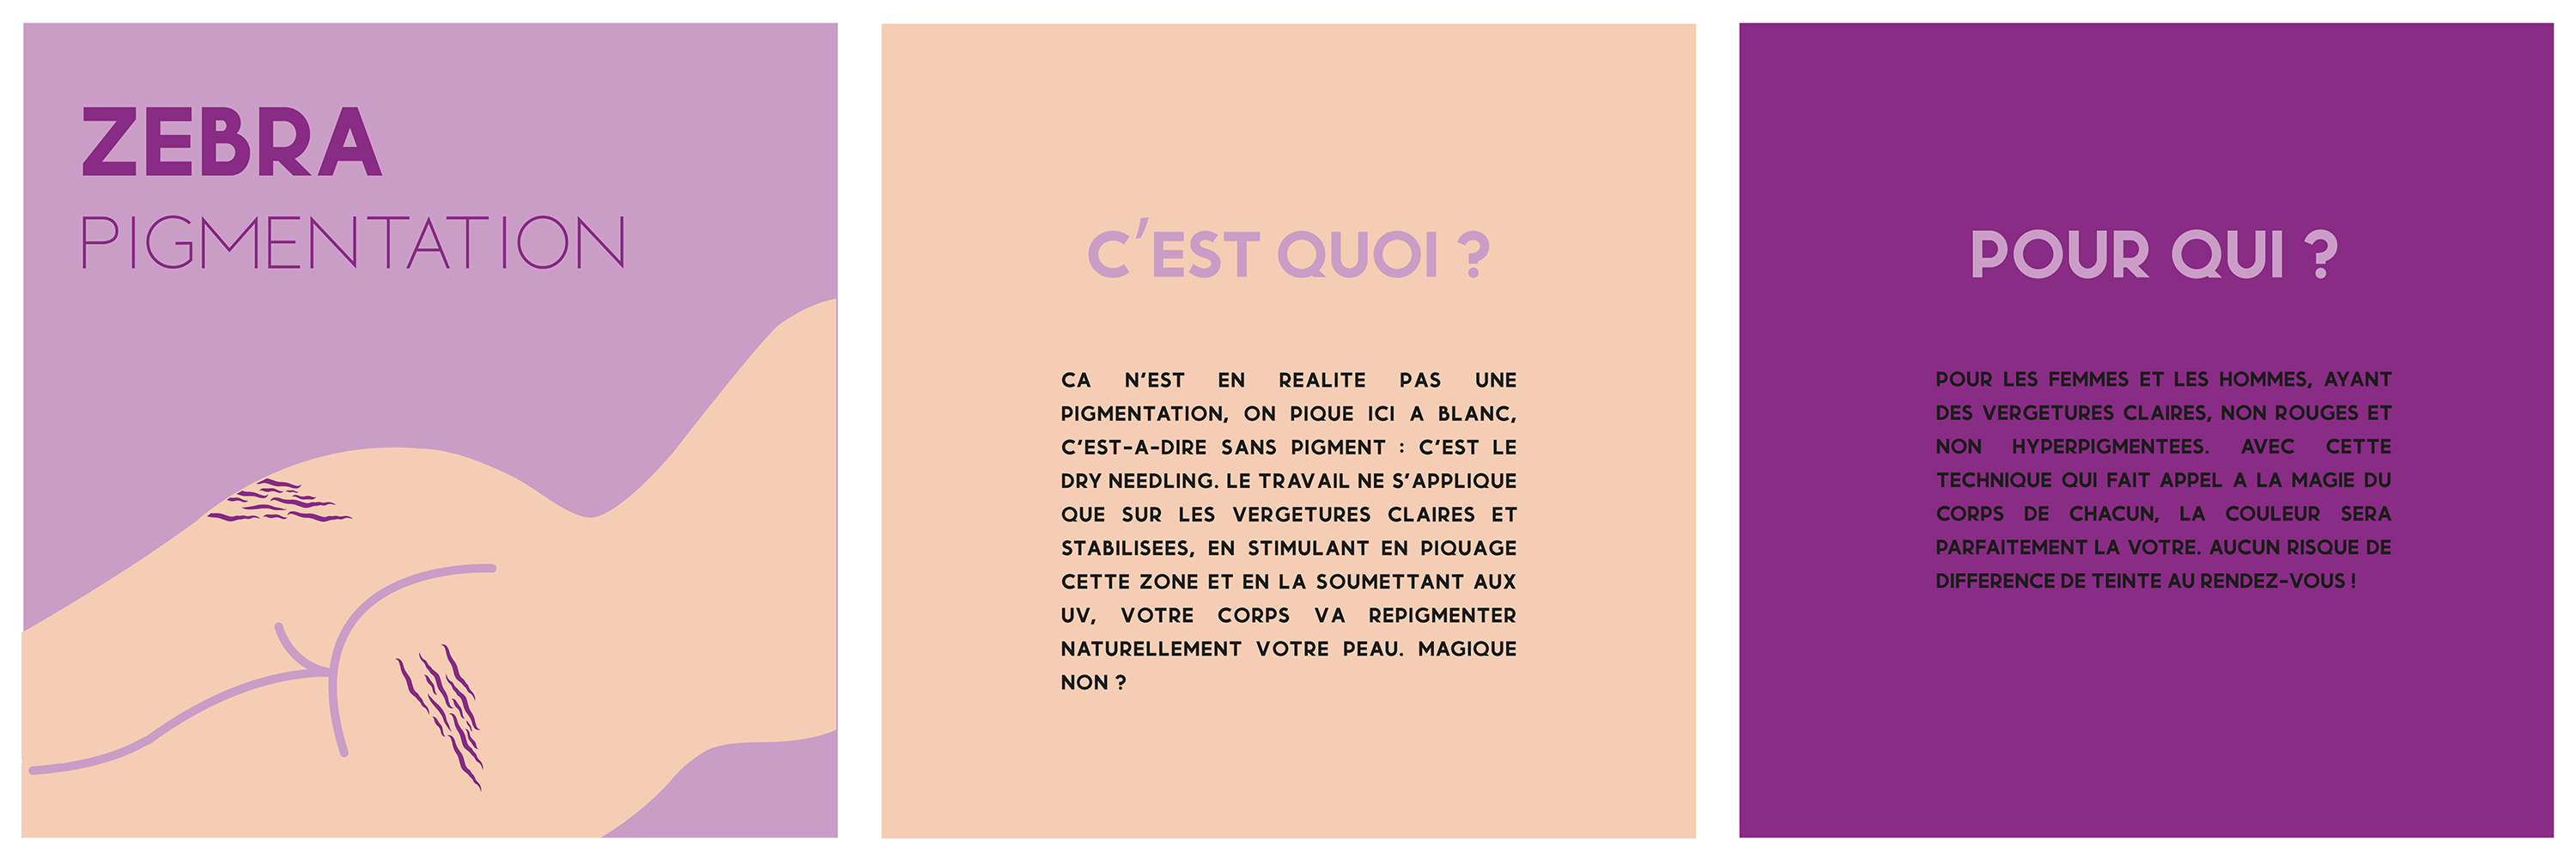 ZEBRA
PIGMENTATION
C'EST QUOI ?
CA N'EST EN REALITE PAS UNE
PIGMENTATION, ON PIQUE ICI A BLANC,
C'EST-A-DIRE SANS PIGMENT : C'EST LE
DRY NEEDLING. LE TRAVAIL NE S'APPLIQUE
QUE SUR LES VERGETURES CLAIRES ET
STABILISEES, EN STIMULANT EN PIQUAGE
CETTE ZONE ET EN LA SOUMETTANT AUX
UV, VOTRE CORPS VA REPIGMENTER
NATURELLEMENT VOTRE PEAU. MAGIQUE
NON ?
POUR QUI ?
POUR LES FEMMES ET LES HOMMES, AYANT
DES VERGETURES CLAIRES, NON ROUGES ET
NON HYPERPIGMENTEES. AVEC CETTE
TECHNIQUE QUI FAIT APPEL A LA MAGIE DU
CORPS DE CHACUN, LA COULEUR SERA
PARFAITEMENT LA VOTRE. AUCUN RISQUE DE
DIFFERENCE DE TEINTE AU RENDEZ-VOUS !